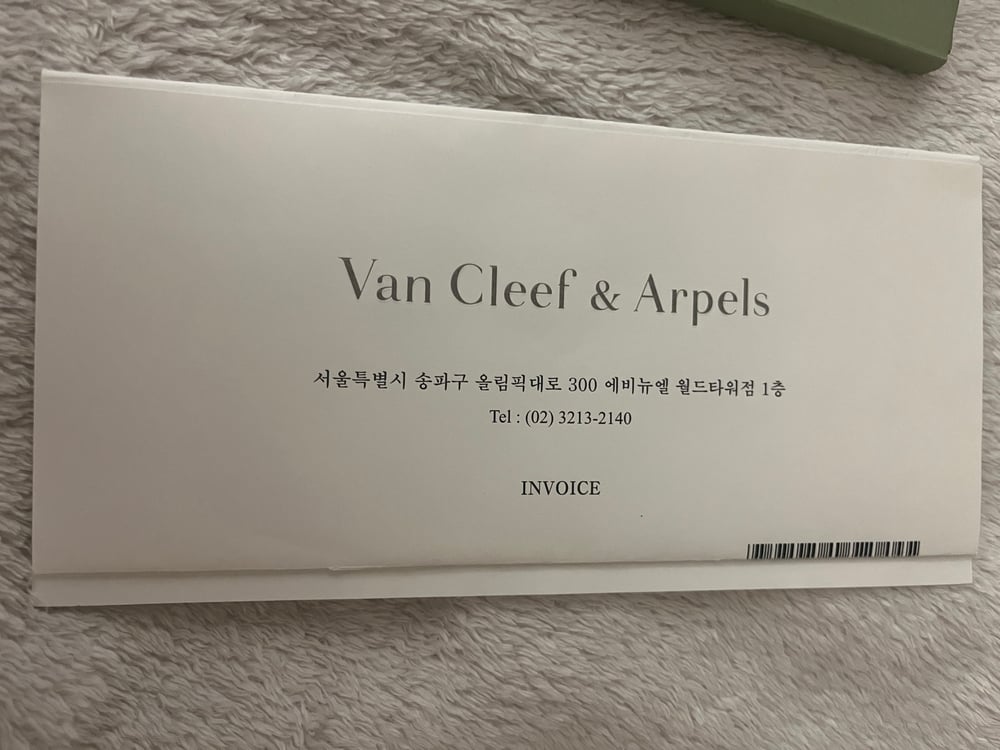 Van Cleef & Arpels
서울특별시 송파구 올림픽대로 300 에비뉴엘 월드타워점 1층
Tel : (02) 3213-2140
INVOICE